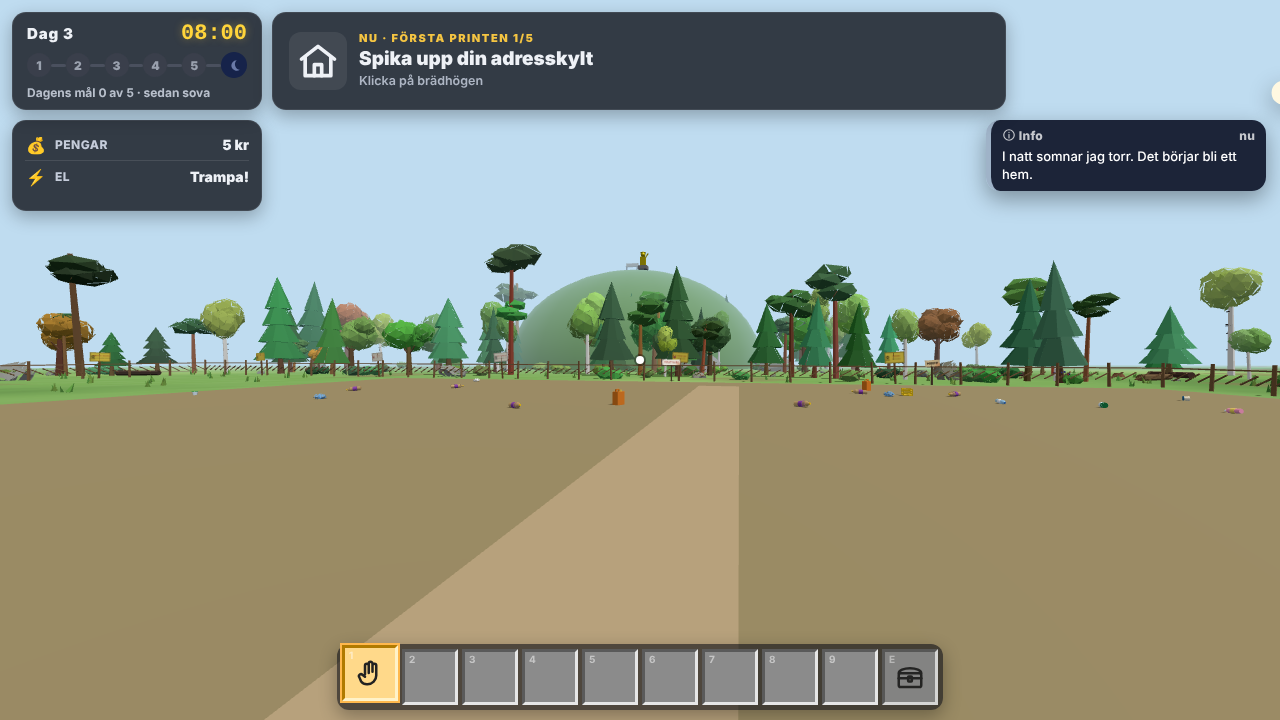 Dag 3
08:00
1
2
3
4
5
Dagens mål 0 av 5 · sedan sova
PENGAR
5 kr
EL
Trampa!
NU · FÖRSTA PRINTEN 1/5
Spika upp din adresskylt
Klicka på brädhögen
Info
nu
I natt somnar jag torr. Det börjar bli ett
hem.
1
2
3
4
5
6
7
8
9
E